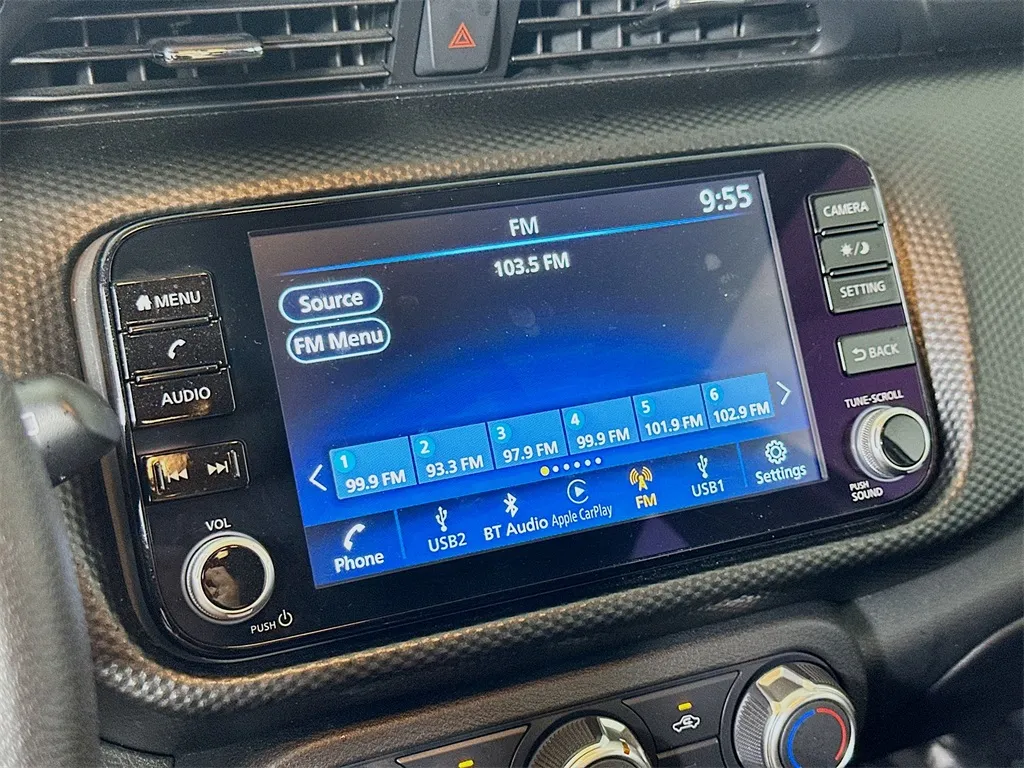 9:55
FM
103.5 FM
Source
FM Menu
1
99.9 FM
2
93.3 FM
3
97.9 FM
4
99.9 FM
5
101.9 FM
6
102.9 FM
Phone
USB2
BT Audio
Apple CarPlay
FM
USB1
Settings
MENU
AUDIO
VOL
PUSH
CAMERA
SETTING
BACK
TUNE-SCROLL
PUSH
SOUND